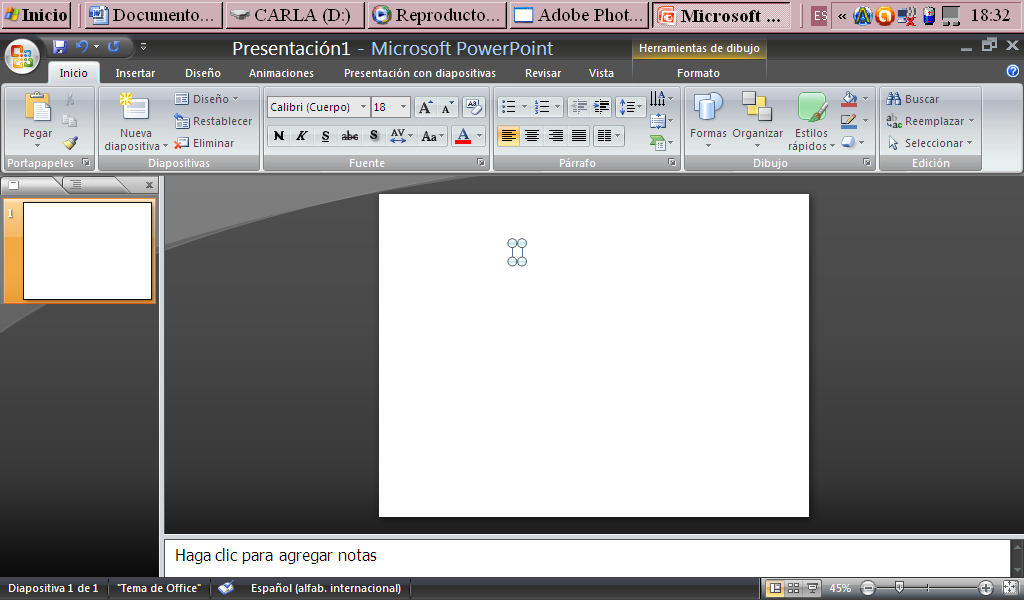 Inicio
Documento...
CARLA (D:)
Reproducto...
Adobe Phot...
Microsoft ...
ES
«
18:32
Presentación1 - Microsoft PowerPoint
Herramientas de dibujo
Inicio
Insertar
Diseño
Animaciones
Presentación con diapositivas
Revisar
Vista
Formato
Pegar
Portapapeles
Nueva
diapositiva
Diseño
Restablecer
Eliminar
Diapositivas
Calibri (Cuerpo)
18
A
A
N K S abc S AV Aa A
Fuente
Párrafo
Formas
Organizar
Estilos
rápidos
Dibujo
Buscar
Reemplazar
Seleccionar
Edición
1
Haga clic para agregar notas
Diapositiva 1 de 1
"Tema de Office"
Español (alfab. internacional)
45%